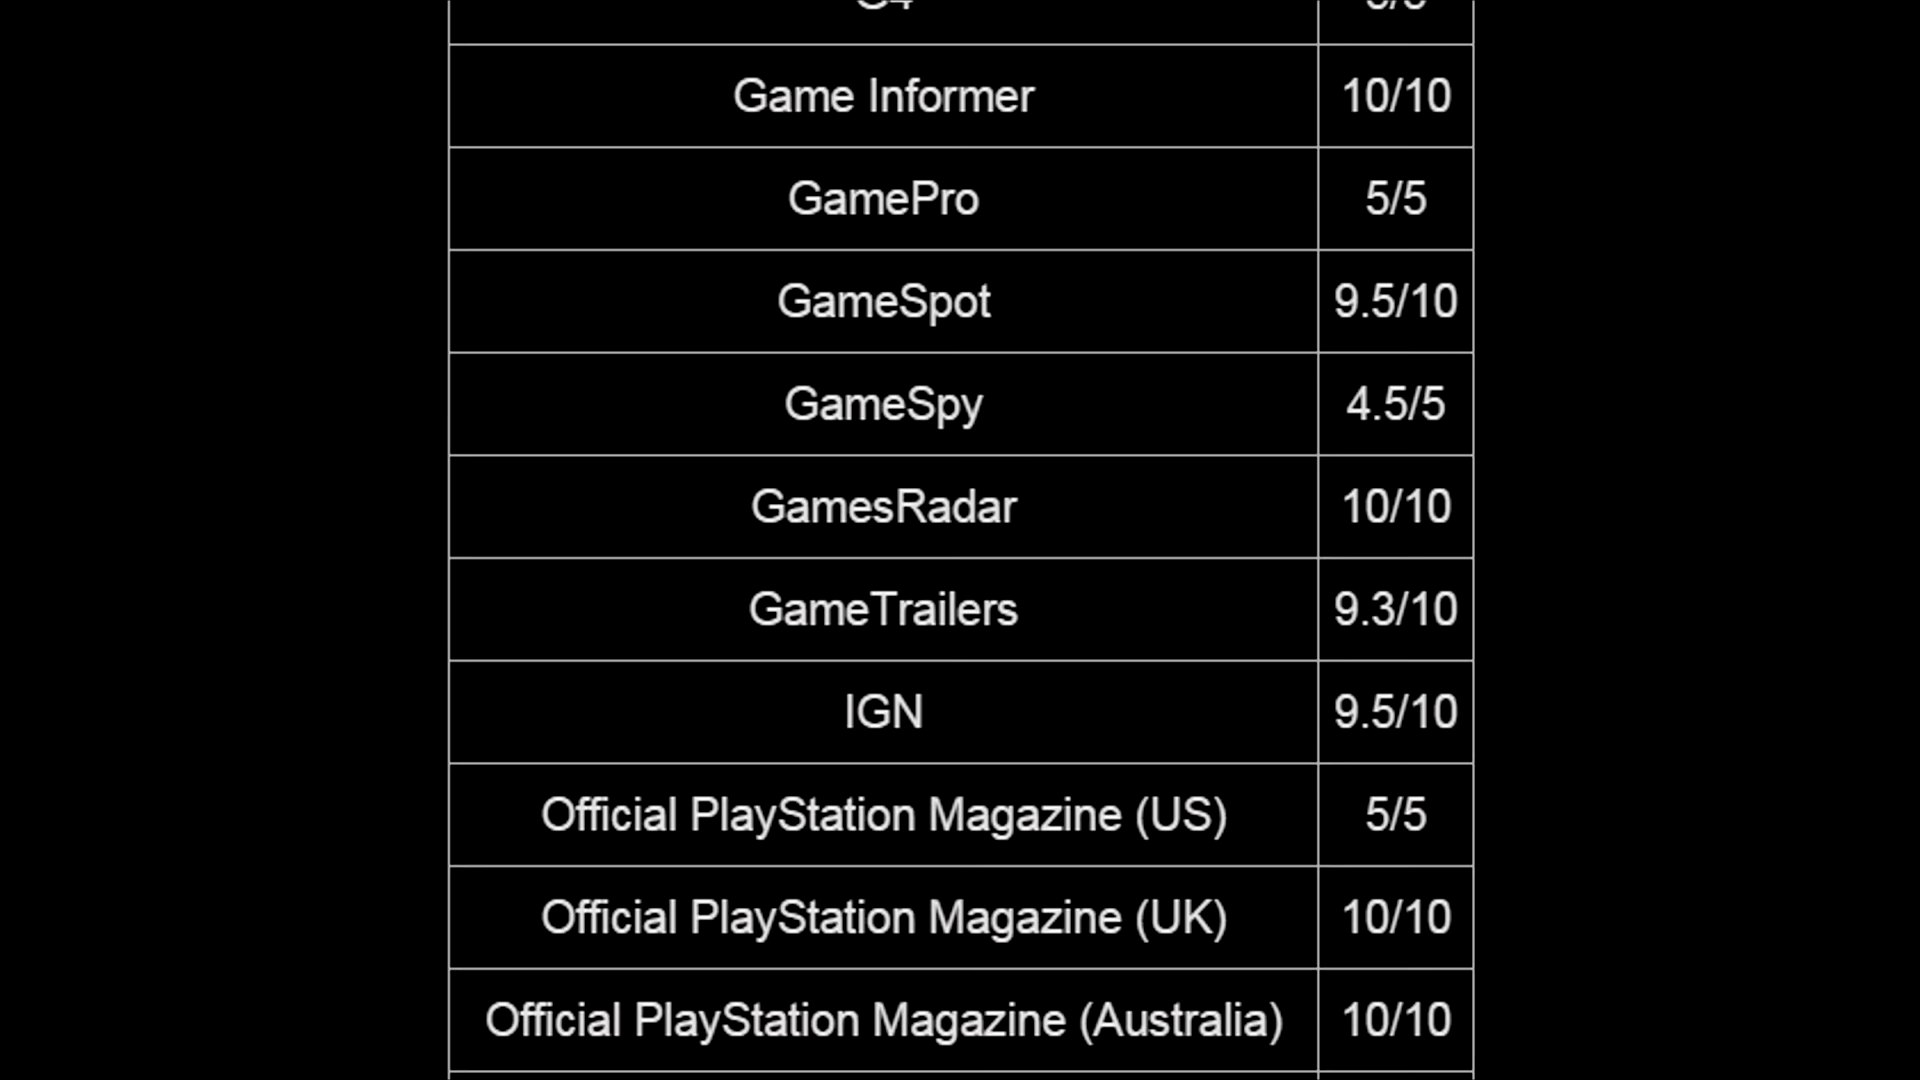 Game Informer 10/10
GamePro 5/5
GameSpot 9.5/10
GameSpy 4.5/5
GamesRadar 10/10
GameTrailers 9.3/10
IGN 9.5/10
Official PlayStation Magazine (US) 5/5
Official PlayStation Magazine (UK) 10/10
Official PlayStation Magazine (Australia) 10/10